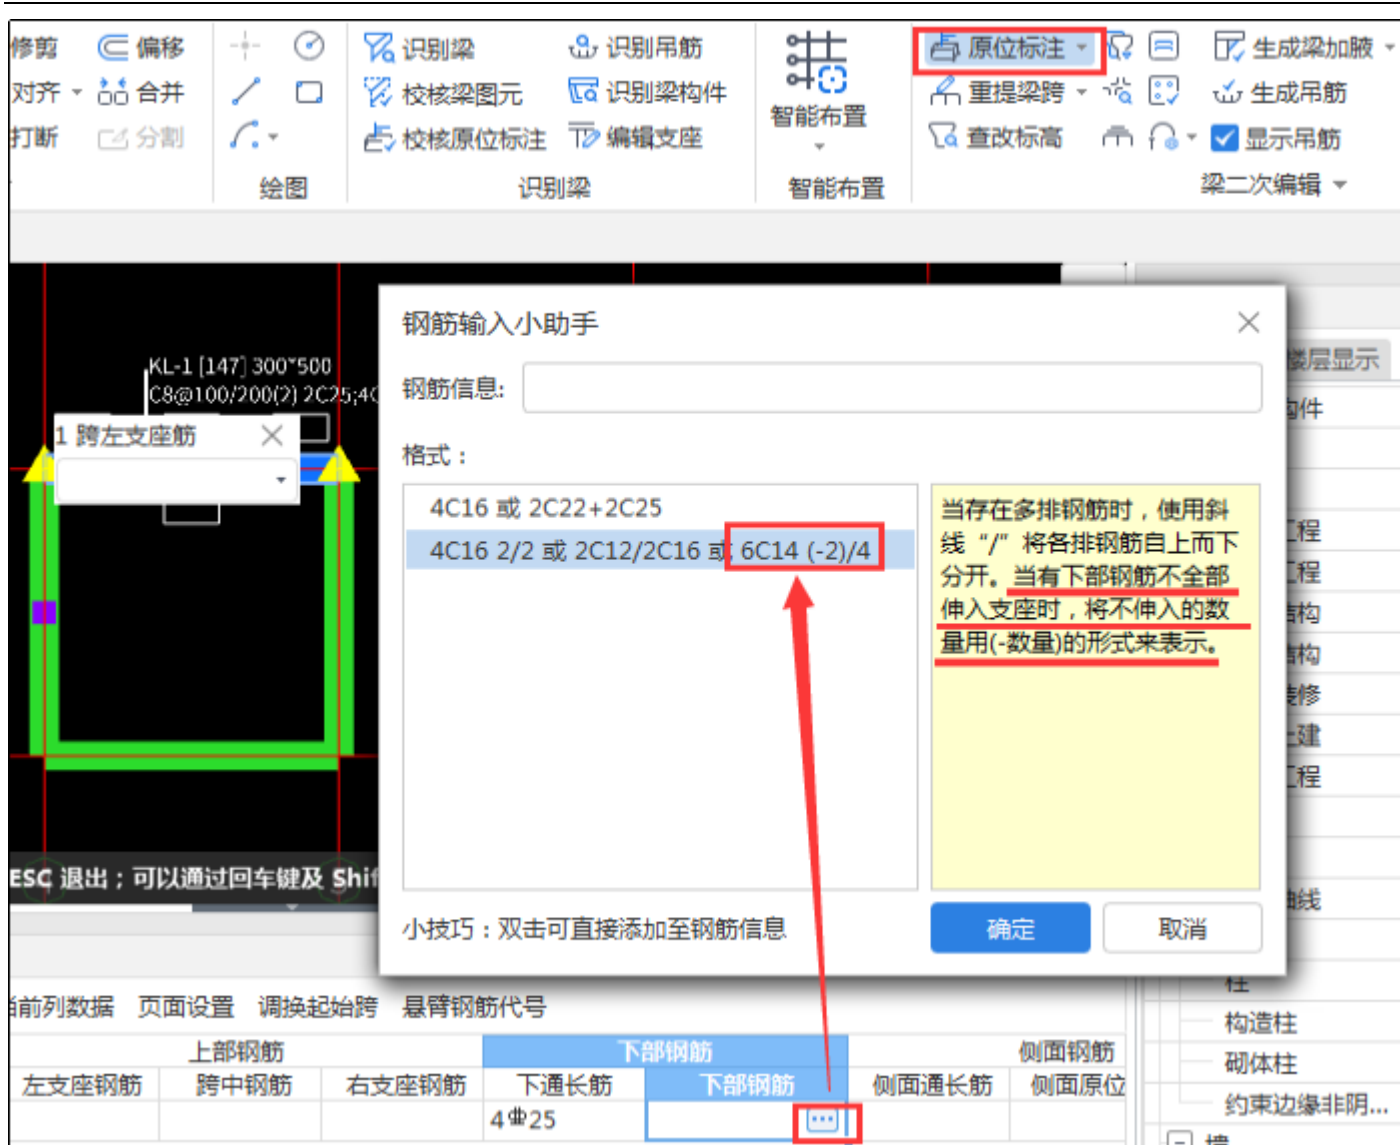 修剪 偏移 识别梁 识别吊筋 原位标注 生成梁加腋
对齐 合并 校核梁图元 识别梁构件 智能布置 重提梁跨 生成吊筋
打断 分割 校核原位标注 编辑支座 查改标高 显示吊筋
绘图 识别梁 智能布置 梁二次编辑
KL-1 [147] 300*500
C8@100/200(2) 2C25;4C
1 跨左支座筋
钢筋输入小助手
钢筋信息:
格式：
4C16 或 2C22+2C25
4C16 2/2 或 2C12/2C16 或 6C14 (-2)/4
当存在多排钢筋时，使用斜
线“/”将各排钢筋自上而下
分开。当有下部钢筋不全部
伸入支座时，将不伸入的数
量用(-数量)的形式来表示。
小技巧：双击可直接添加至钢筋信息
确定 取消
楼层显示
构件
工程
工程
结构
结构
装修
土建
工程
轴线
柱
构造柱
砌体柱
约束边缘非阴...
墙
ESC 退出；可以通过回车键及 Shif
当前列数据 页面设置 调换起始跨 悬臂钢筋代号
上部钢筋 下部钢筋 侧面钢筋
左支座钢筋 跨中钢筋 右支座钢筋 下通长筋 下部钢筋 侧面通长筋 侧面原位
4⌽25